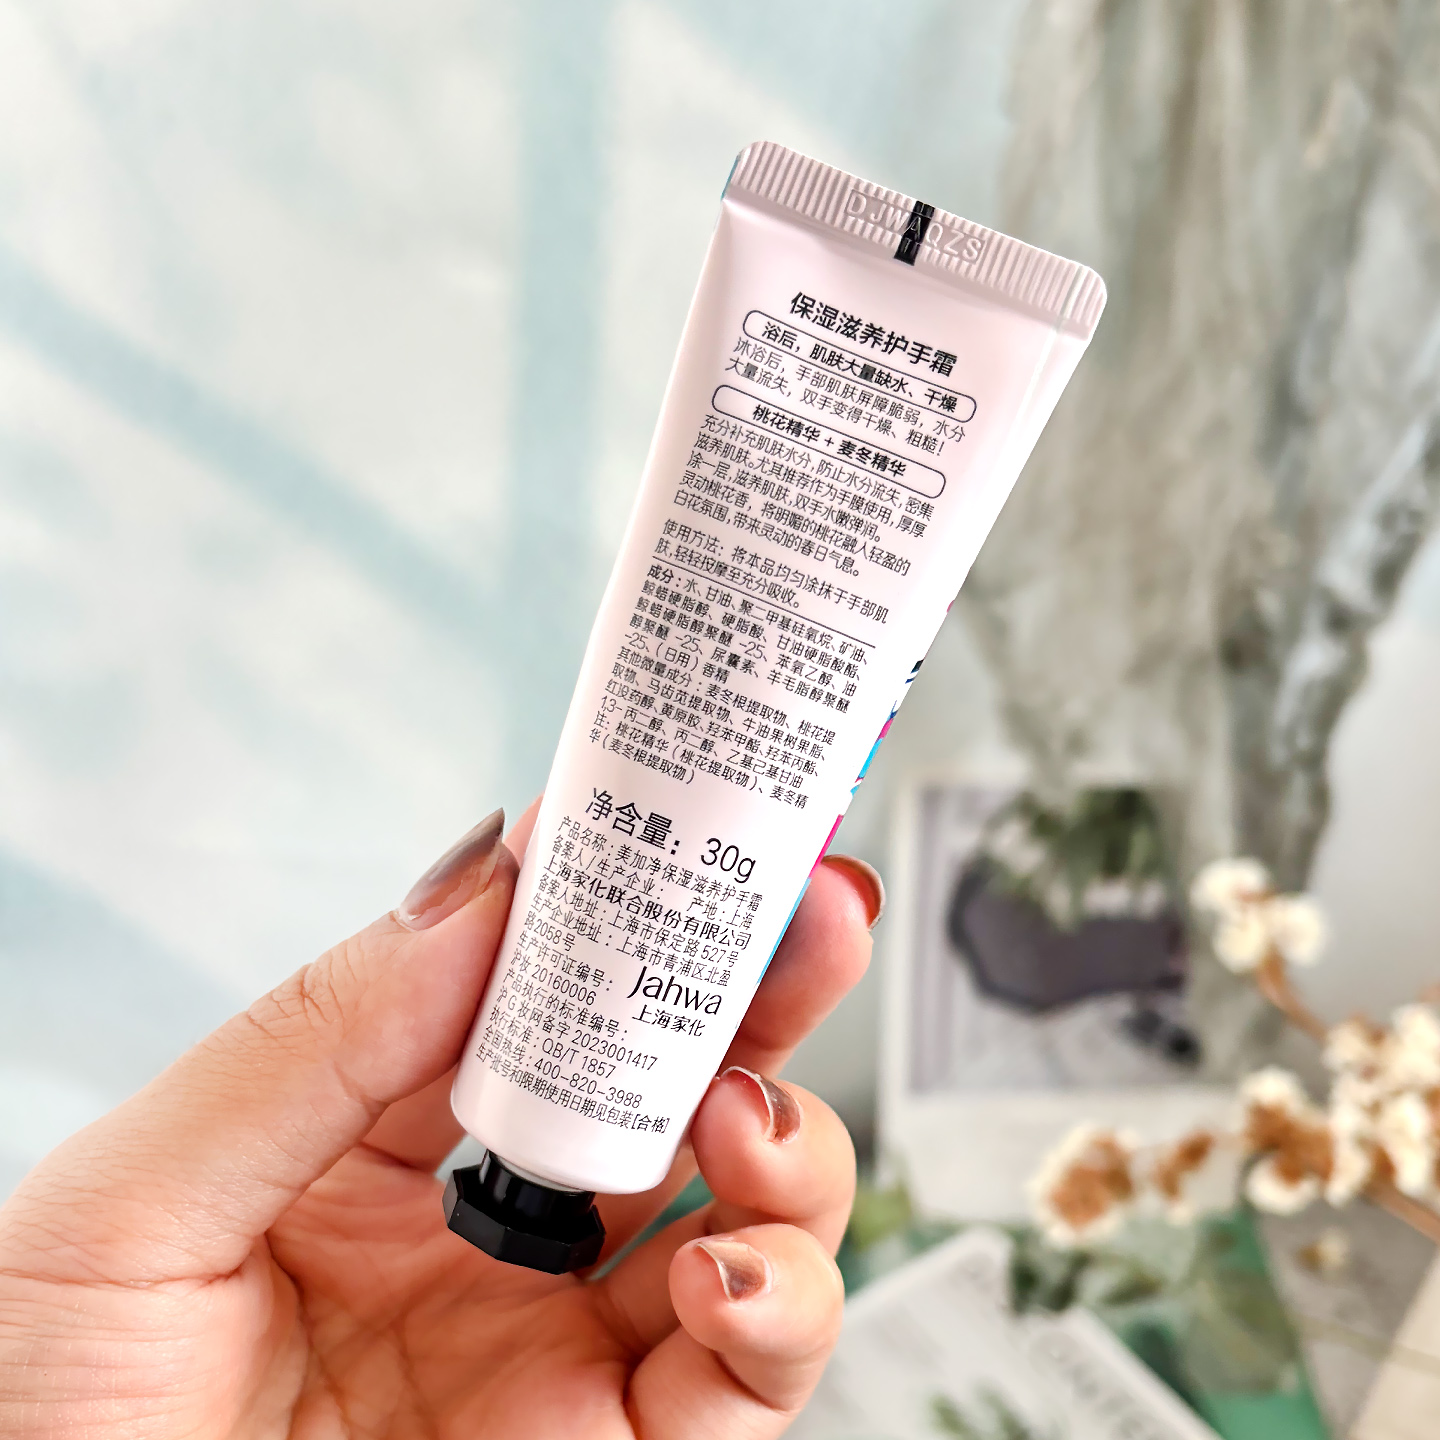 DJWAQZS
保湿滋养护手霜
浴后，肌肤大量缺水、干燥
沐浴后，手部肌肤屏障脆弱，水分
大量流失，双手变得干燥、粗糙！
桃花精华 + 麦冬精华
充分补充肌肤水分,防止水分流失,密集
滋养肌肤。尤其推荐作为手膜使用,厚厚
涂一层,滋养肌肤,双手水嫩弹润。
灵动桃花香，将明媚的桃花融入轻盈的
白花氛围,带来灵动的春日气息。
使用方法：将本品均匀涂抹于手部肌
肤,轻轻按摩至充分吸收。
成分：水、甘油、聚二甲基硅氧烷、矿油、
鲸蜡硬脂醇、硬脂酸、甘油硬脂酸酯、
鲸蜡硬脂醇聚醚 -25、苯氧乙醇、油
醇聚醚 -25、尿囊素、羊毛脂醇聚醚
-25、(日用) 香精
其他微量成分：麦冬根提取物、桃花提
取物、马齿苋提取物、牛油果树果脂、
红没药醇、黄原胶、羟苯甲酯、羟苯丙酯、
1,3-丙二醇、丙二醇、乙基己基甘油
注：桃花精华 (桃花提取物)、麦冬精
华 (麦冬根提取物)
净含量：30g
产品名称：美加净保湿滋养护手霜
备案人/生产企业： 产地:上海
上海家化联合股份有限公司
备案人地址：上海市保定路 527 号
生产企业地址：上海市青浦区北盈
路2058号
生产许可证编号：
沪妆20160006
产品执行的标准编号：
沪G妆网备字 2023001417
执行标准：QB/T 1857
全国热线：400-820-3988
生产批号和限期使用日期见包装[合格]
Jahwa
上海家化